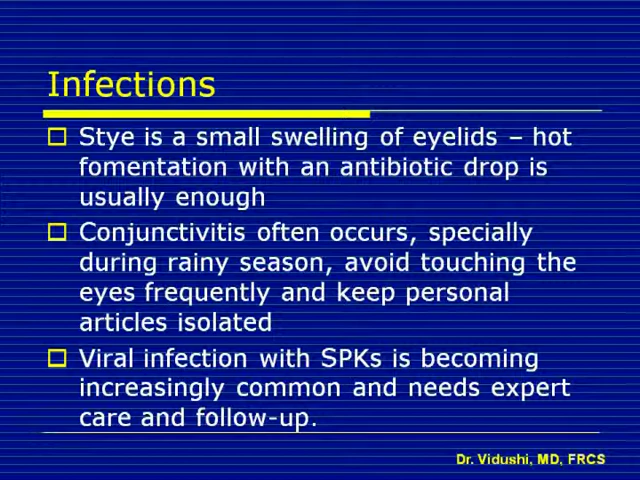 Infections
Stye is a small swelling of eyelids – hot
fomentation with an antibiotic drop is
usually enough
Conjunctivitis often occurs, specially
during rainy season, avoid touching the
eyes frequently and keep personal
articles isolated
Viral infection with SPKs is becoming
increasingly common and needs expert
care and follow-up.
Dr. Vidushi, MD, FRCS